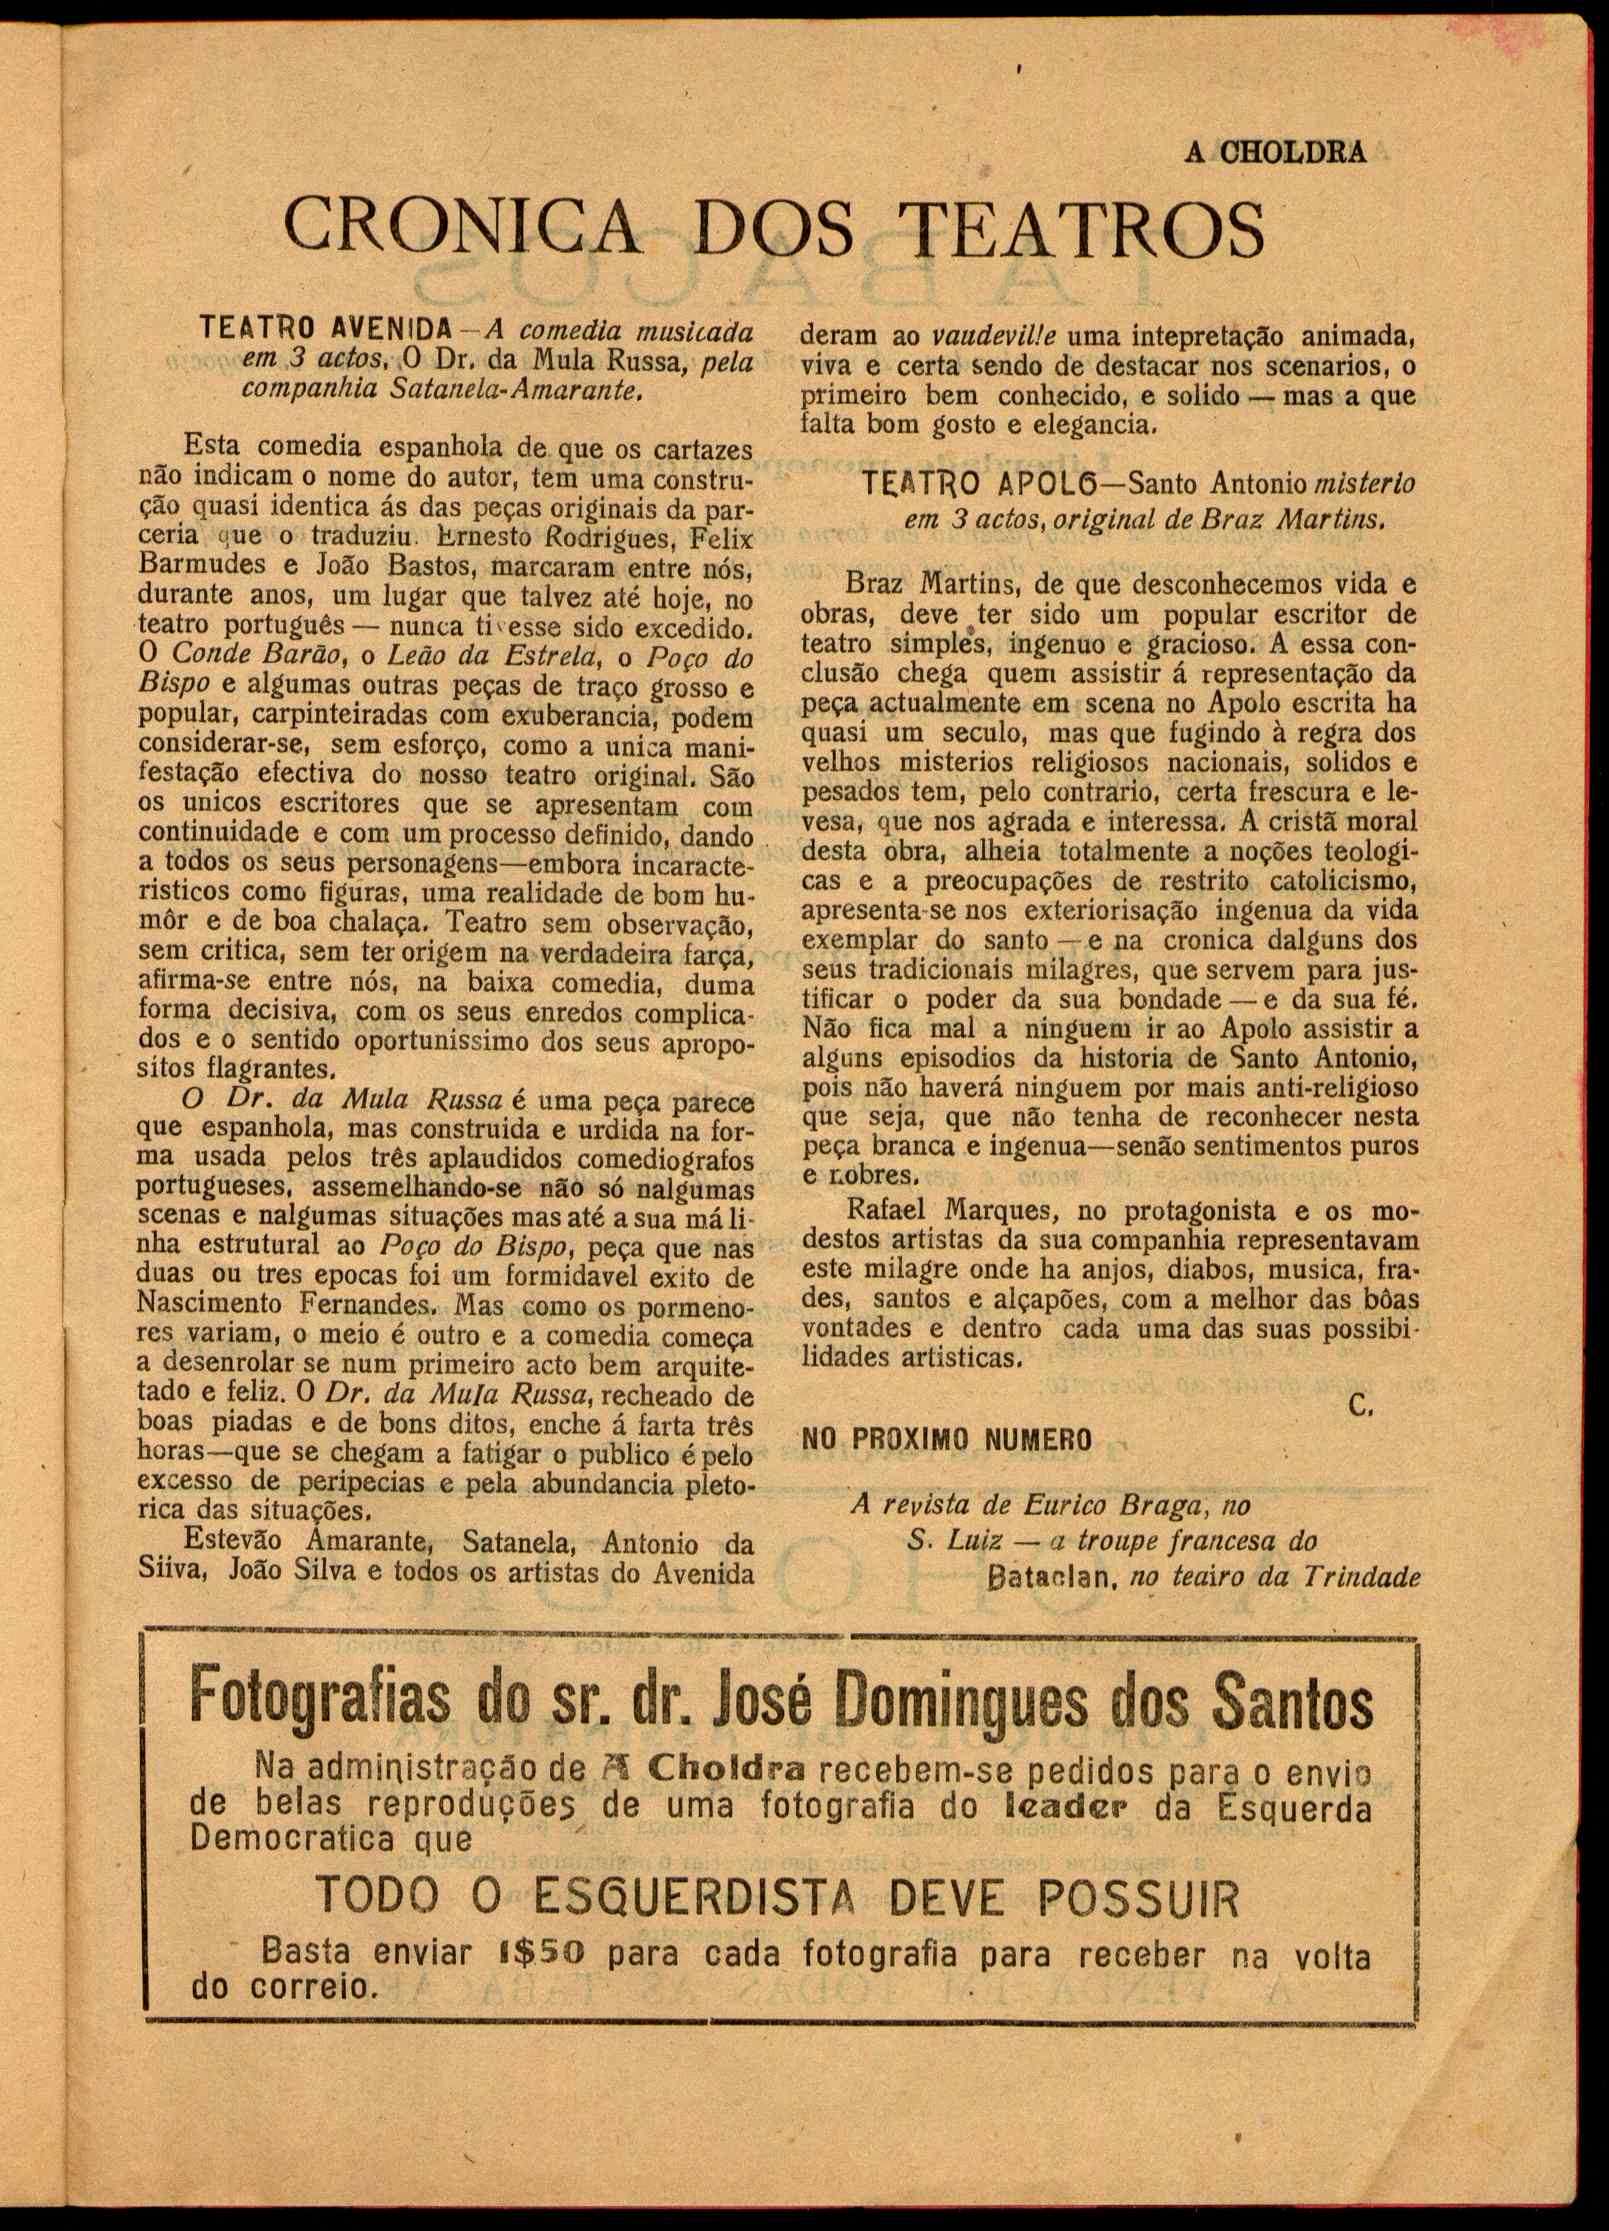 A CHOLDRA
CRONICA DOS TEATROS
TEATRO AVENIDA—A comedia musicada
em 3 actos, O Dr. da Mula Russa, pela
companhia Satanela-Amarante.
Esta comedia espanhola de que os cartazes
não indicam o nome do autor, tem uma constru-
ção quasi identica ás das peças originais da par-
ceria que o traduziu. Ernesto Rodrigues, Felix
Barmudes e João Bastos, marcaram entre nós,
durante anos, um lugar que talvez até hoje, no
teatro português — nunca tivesse sido excedido.
O Conde Barão, o Leão da Estrela, o Poço do
Bispo e algumas outras peças de traço grosso e
popular, carpinteiradas com exuberancia, podem
considerar-se, sem esforço, como a unica mani-
festação efectiva do nosso teatro original. São
os unicos escritores que se apresentam com
continuidade e com um processo definido, dando
a todos os seus personagens—embora incaracte-
risticos como figuras, uma realidade de bom hu-
môr e de boa chalaça. Teatro sem observação,
sem critica, sem ter origem na verdadeira farça,
afirma-se entre nós, na baixa comedia, duma
forma decisiva, com os seus enredos complica-
dos e o sentido oportunissimo dos seus apropo-
sitos flagrantes.
O Dr. da Mula Russa é uma peça parece
que espanhola, mas construida e urdida na for-
ma usada pelos três aplaudidos comediografos
portugueses, assemelhando-se não só nalgumas
scenas e nalgumas situações mas até a sua má li-
nha estrutural ao Poço do Bispo, peça que nas
duas ou tres epocas foi um formidavel exito de
Nascimento Fernandes. Mas como os pormeno-
res variam, o meio é outro e a comedia começa
a desenrolar se num primeiro acto bem arquite-
tado e feliz. O Dr. da Mula Russa, recheado de
boas piadas e de bons ditos, enche á farta três
horas—que se chegam a fatigar o publico é pelo
excesso de peripecias e pela abundancia pleto-
rica das situações.
Estevão Amarante, Satanela, Antonio da
Siiva, João Silva e todos os artistas do Avenida
deram ao vaudeville uma intepretação animada,
viva e certa sendo de destacar nos scenarios, o
primeiro bem conhecido, e solido — mas a que
falta bom gosto e elegancia.
TEATRO APOLO—Santo Antonio misterio
em 3 actos, original de Braz Martins.
Braz Martins, de que desconhecemos vida e
obras, deve ter sido um popular escritor de
teatro simples, ingenuo e gracioso. A essa con-
clusão chega quem assistir á representação da
peça actualmente em scena no Apolo escrita ha
quasi um seculo, mas que fugindo à regra dos
velhos misterios religiosos nacionais, solidos e
pesados tem, pelo contrario, certa frescura e le-
vesa, que nos agrada e interessa. A cristã moral
desta obra, alheia totalmente a noções teologi-
cas e a preocupações de restrito catolicismo,
apresenta-se nos exteriorisação ingenua da vida
exemplar do santo — e na cronica dalguns dos
seus tradicionais milagres, que servem para jus-
tificar o poder da sua bondade — e da sua fé.
Não fica mal a ninguem ir ao Apolo assistir a
alguns episodios da historia de Santo Antonio,
pois não haverá ninguem por mais anti-religioso
que seja, que não tenha de reconhecer nesta
peça branca e ingenua—senão sentimentos puros
e nobres.
Rafael Marques, no protagonista e os mo-
destos artistas da sua companhia representavam
este milagre onde ha anjos, diabos, musica, fra-
des, santos e alçapões, com a melhor das bôas
vontades e dentro cada uma das suas possibi-
lidades artisticas.
C.
NO PROXIMO NUMERO
A revista de Eurico Braga, no
S. Luiz — a troupe francesa do
Bataclan, no teairo da Trindade
Fotografias do sr. dr. José Domingues dos Santos
Na administração de A Choldra recebem-se pedidos para o envio
de belas reproduções de uma fotografia do leader da Esquerda
Democratica que
TODO O ESQUERDISTA DEVE POSSUIR
Basta enviar 1$50 para cada fotografia para receber na volta
do correio.